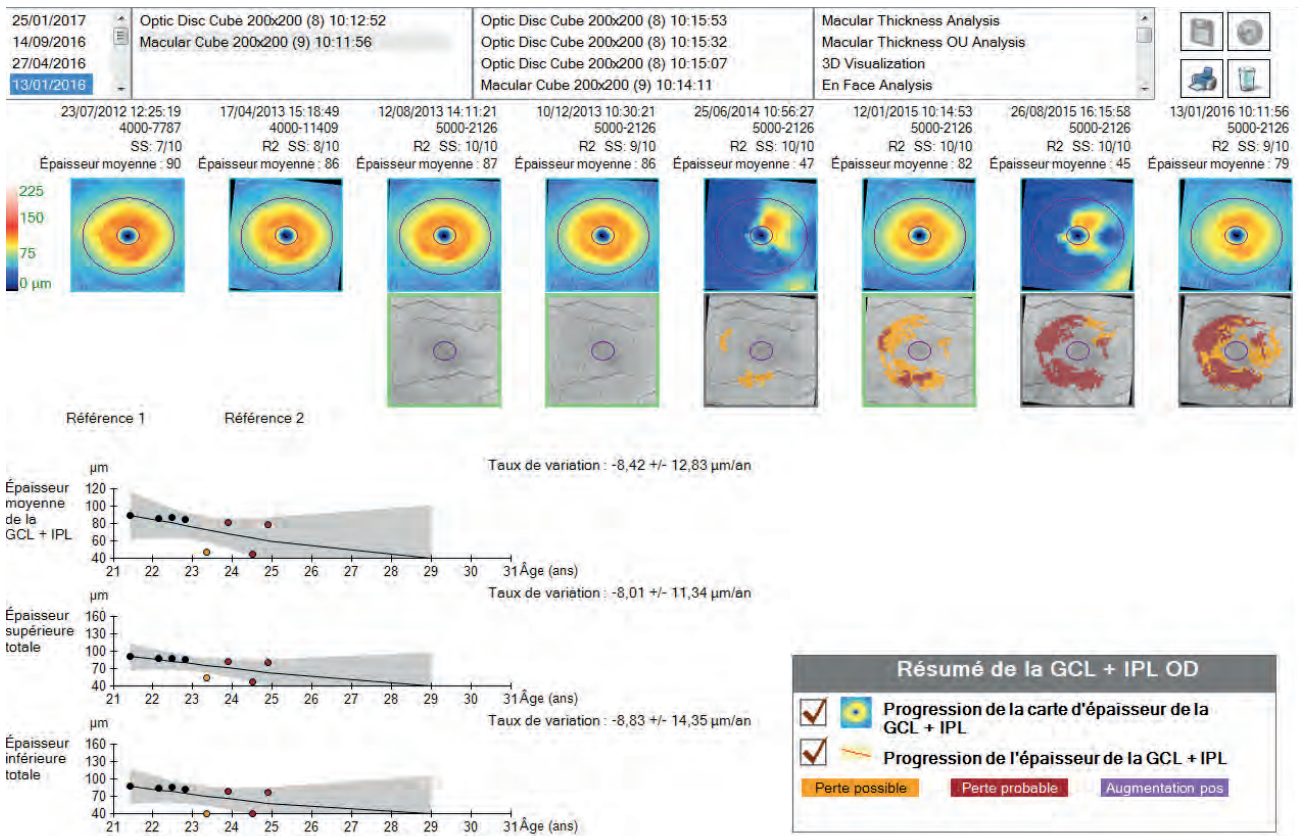 25/01/2017
14/09/2016
27/04/2016
13/01/2016
Optic Disc Cube 200x200 (8) 10:12:52
Macular Cube 200x200 (9) 10:11:56
Optic Disc Cube 200x200 (8) 10:15:53
Optic Disc Cube 200x200 (8) 10:15:32
Optic Disc Cube 200x200 (8) 10:15:07
Macular Cube 200x200 (9) 10:14:11
Macular Thickness Analysis
Macular Thickness OU Analysis
3D Visualization
En Face Analysis
23/07/2012 12:25:19
4000-7787
SS: 7/10
Épaisseur moyenne : 90
17/04/2013 15:18:49
4000-11409
R2 SS: 8/10
Épaisseur moyenne : 86
12/08/2013 14:11:21
5000-2126
R2 SS: 10/10
Épaisseur moyenne : 87
10/12/2013 10:30:21
5000-2126
R2 SS: 9/10
Épaisseur moyenne : 86
25/06/2014 10:56:27
5000-2126
R2 SS: 10/10
Épaisseur moyenne : 47
12/01/2015 10:14:53
5000-2126
R2 SS: 10/10
Épaisseur moyenne : 82
26/08/2015 16:15:58
5000-2126
R2 SS: 10/10
Épaisseur moyenne : 45
13/01/2016 10:11:56
5000-2126
R2 SS: 9/10
Épaisseur moyenne : 79
225
150
75
0 µm
Référence 1
Référence 2
Taux de variation : -8,42 +/- 12,83 µm/an
µm
Épaisseur
moyenne
de la
GCL + IPL
120
100
80
60
40
21 22 23 24 25 26 27 28 29 30 31 Âge (ans)
Taux de variation : -8,01 +/- 11,34 µm/an
µm
Épaisseur
supérieure
totale
160
130
100
70
40
21 22 23 24 25 26 27 28 29 30 31 Âge (ans)
Taux de variation : -8,83 +/- 14,35 µm/an
µm
Épaisseur
inférieure
totale
160
130
100
70
40
21 22 23 24 25 26 27 28 29 30 31 Âge (ans)
Résumé de la GCL + IPL OD
Progression de la carte d'épaisseur de la
GCL + IPL
Progression de l'épaisseur de la GCL + IPL
Perte possible
Perte probable
Augmentation pos